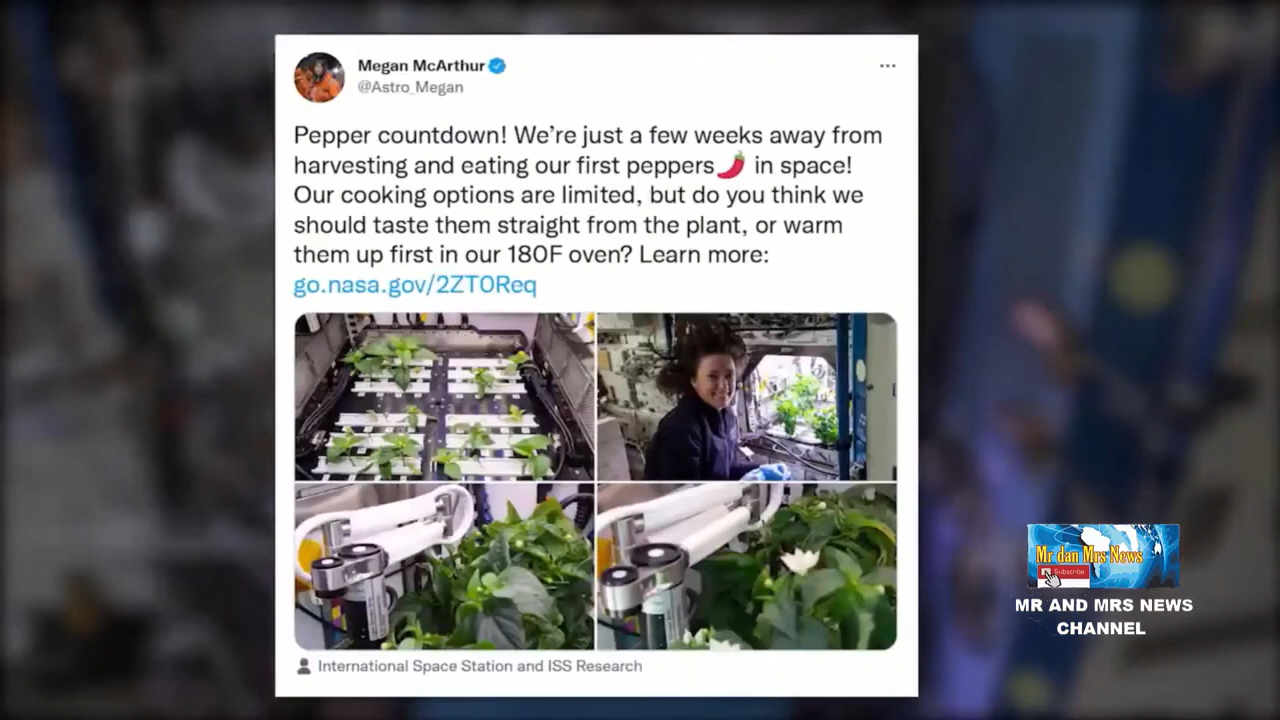 Megan McArthur
@Astro_Megan
Pepper countdown! We’re just a few weeks away from
harvesting and eating our first peppers🌶️ in space!
Our cooking options are limited, but do you think we
should taste them straight from the plant, or warm
them up first in our 180F oven? Learn more:
go.nasa.gov/2ZT0Req
International Space Station and ISS Research
Mr dan Mrs News
Subscribe
MR AND MRS NEWS
CHANNEL